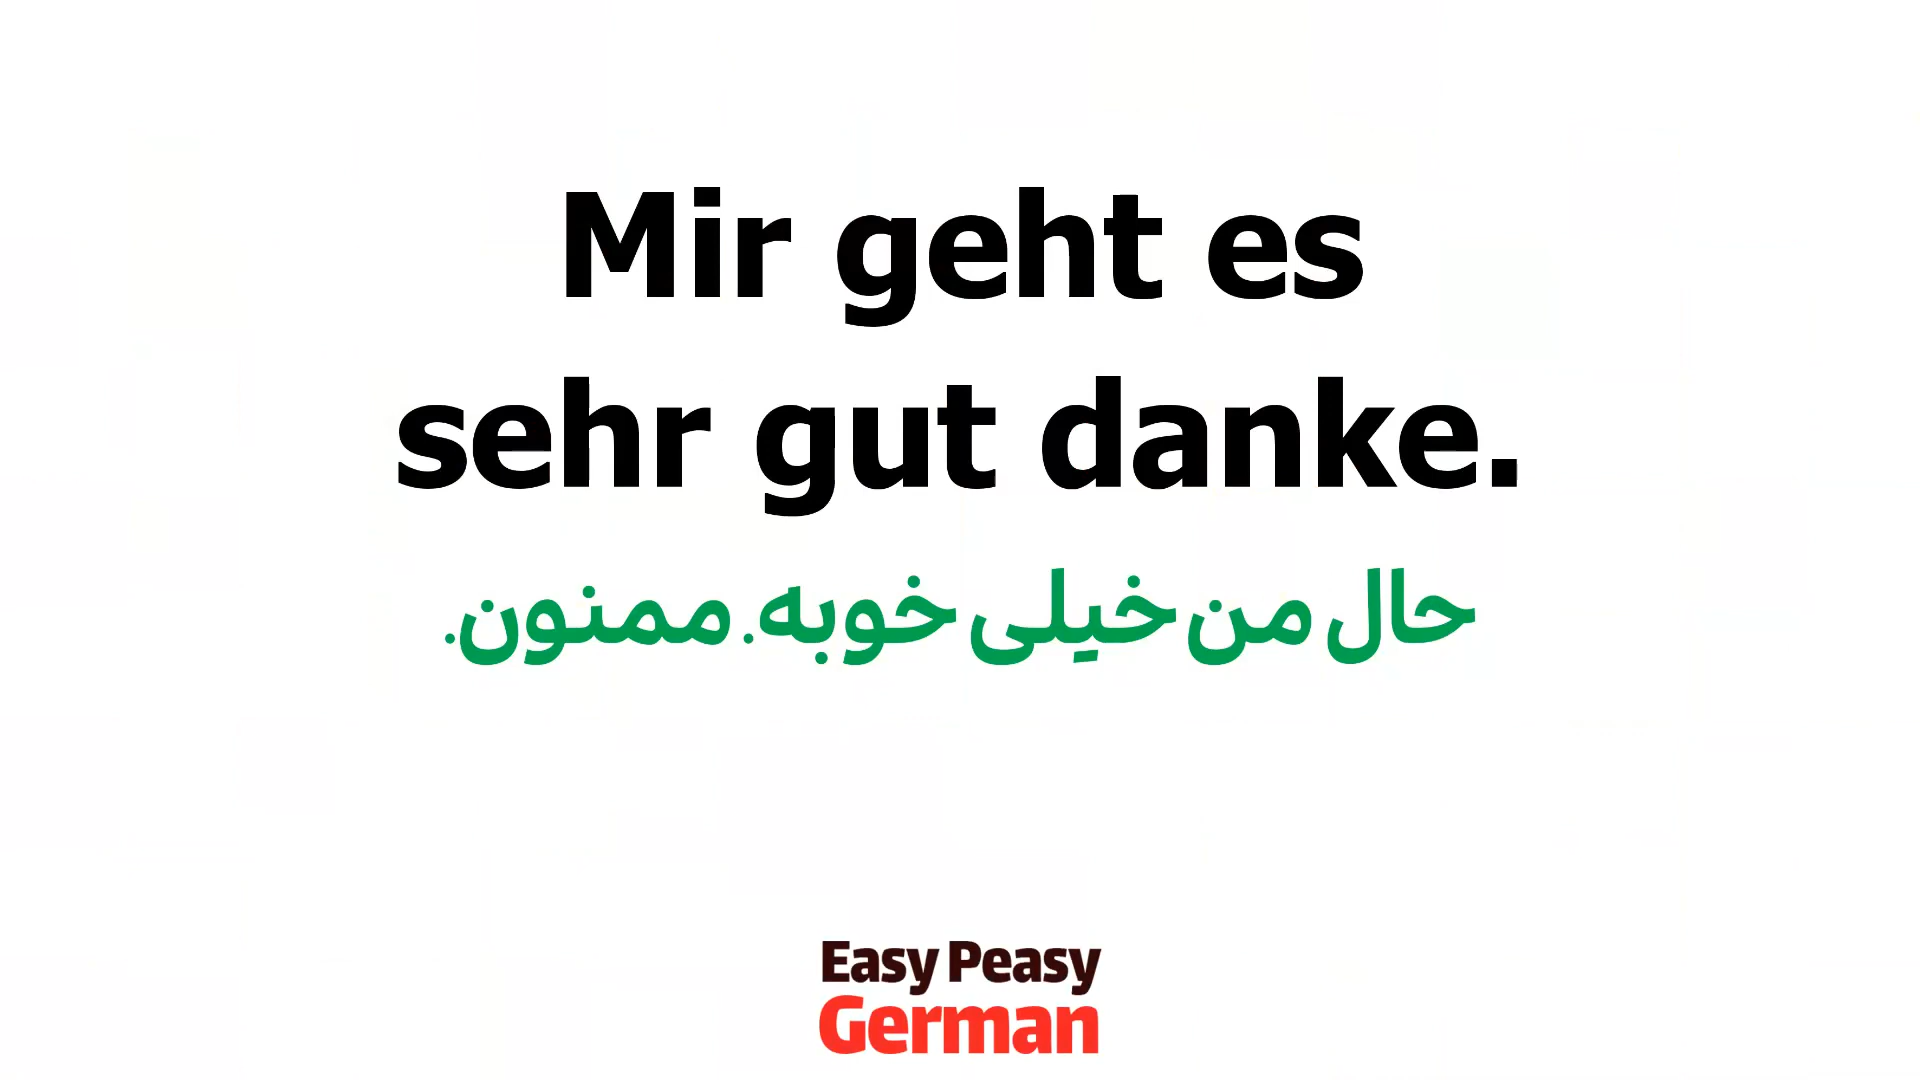 Mir geht es
sehr gut danke.
حال من خیلی خوبه. ممنون.
Easy Peasy
German